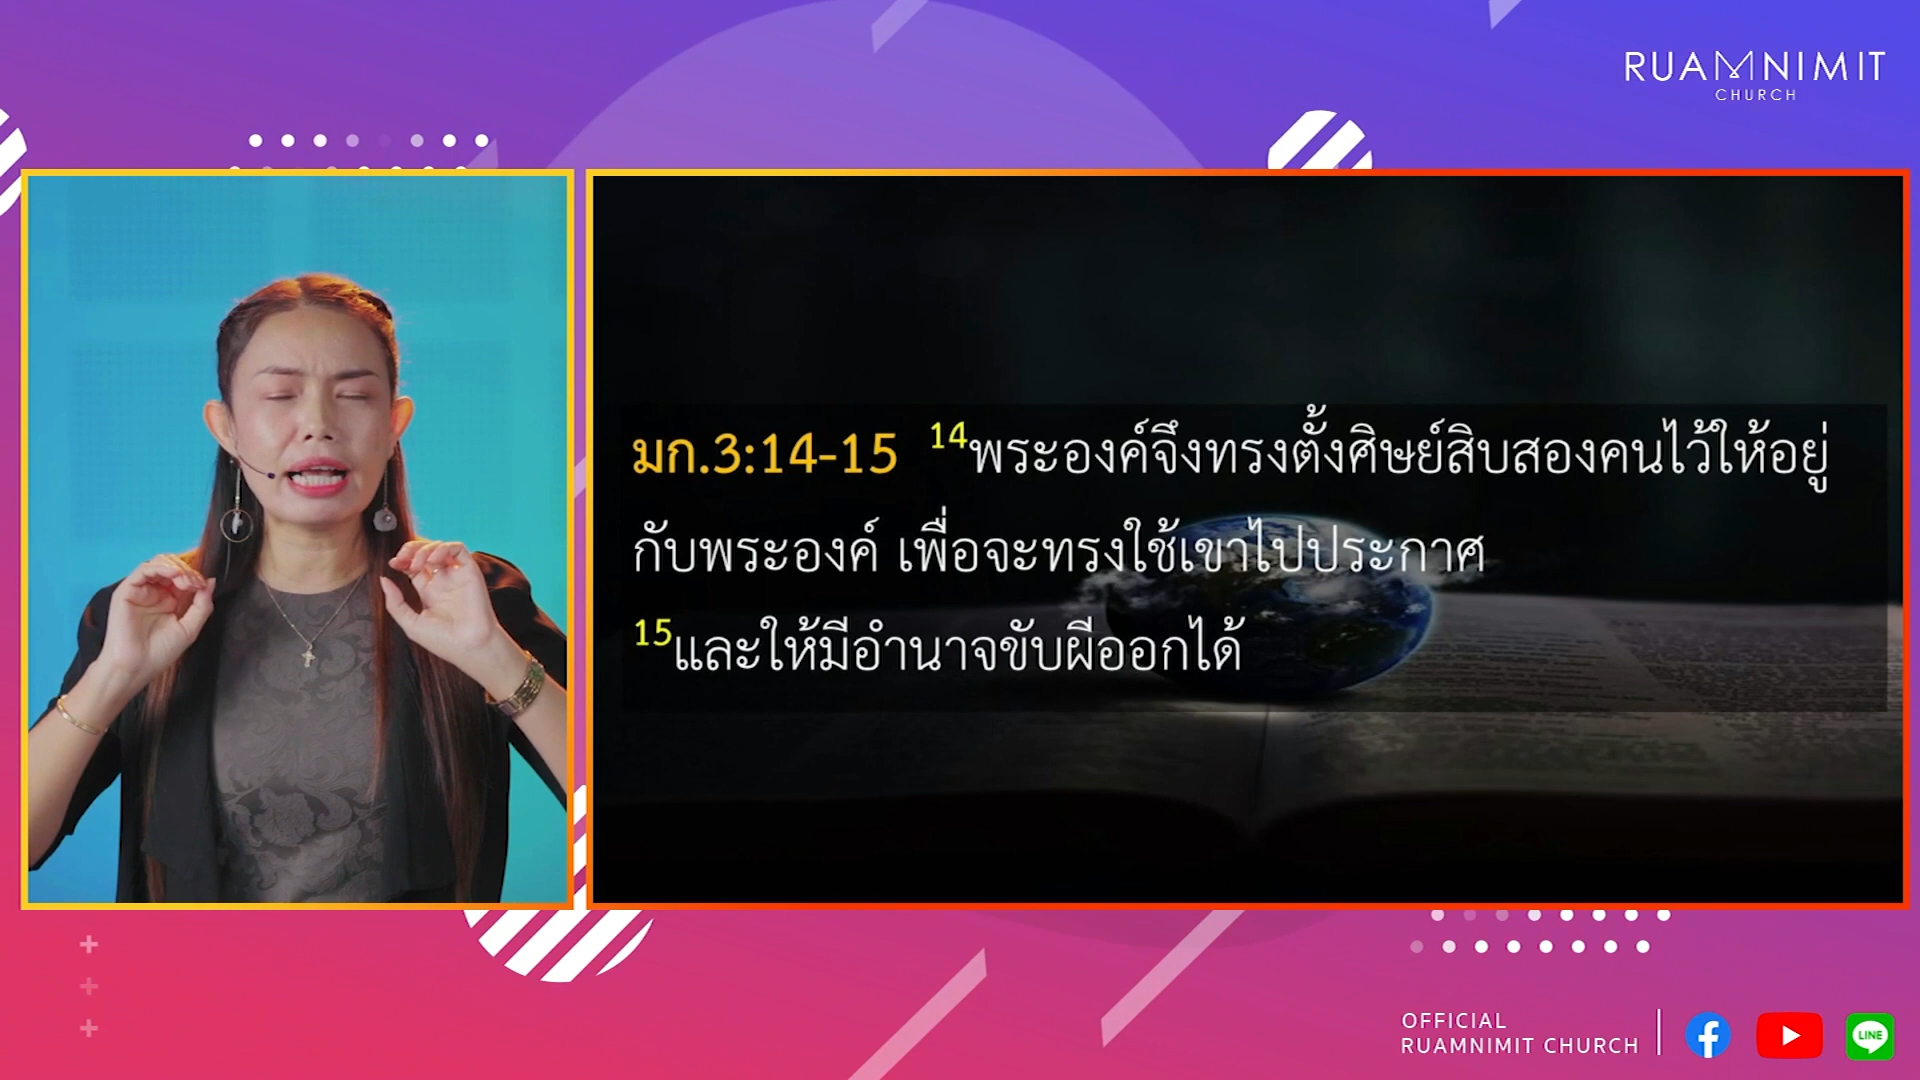 RUAMNIMIT
CHURCH
มก.3:14-15 14พระองค์จึงทรงตั้งศิษย์สิบสองคนไว้ให้อยู่
กับพระองค์ เพื่อจะทรงใช้เขาไปประกาศ
15และให้มีอำนาจขับผีออกได้
OFFICIAL
RUAMNIMIT CHURCH
LINE